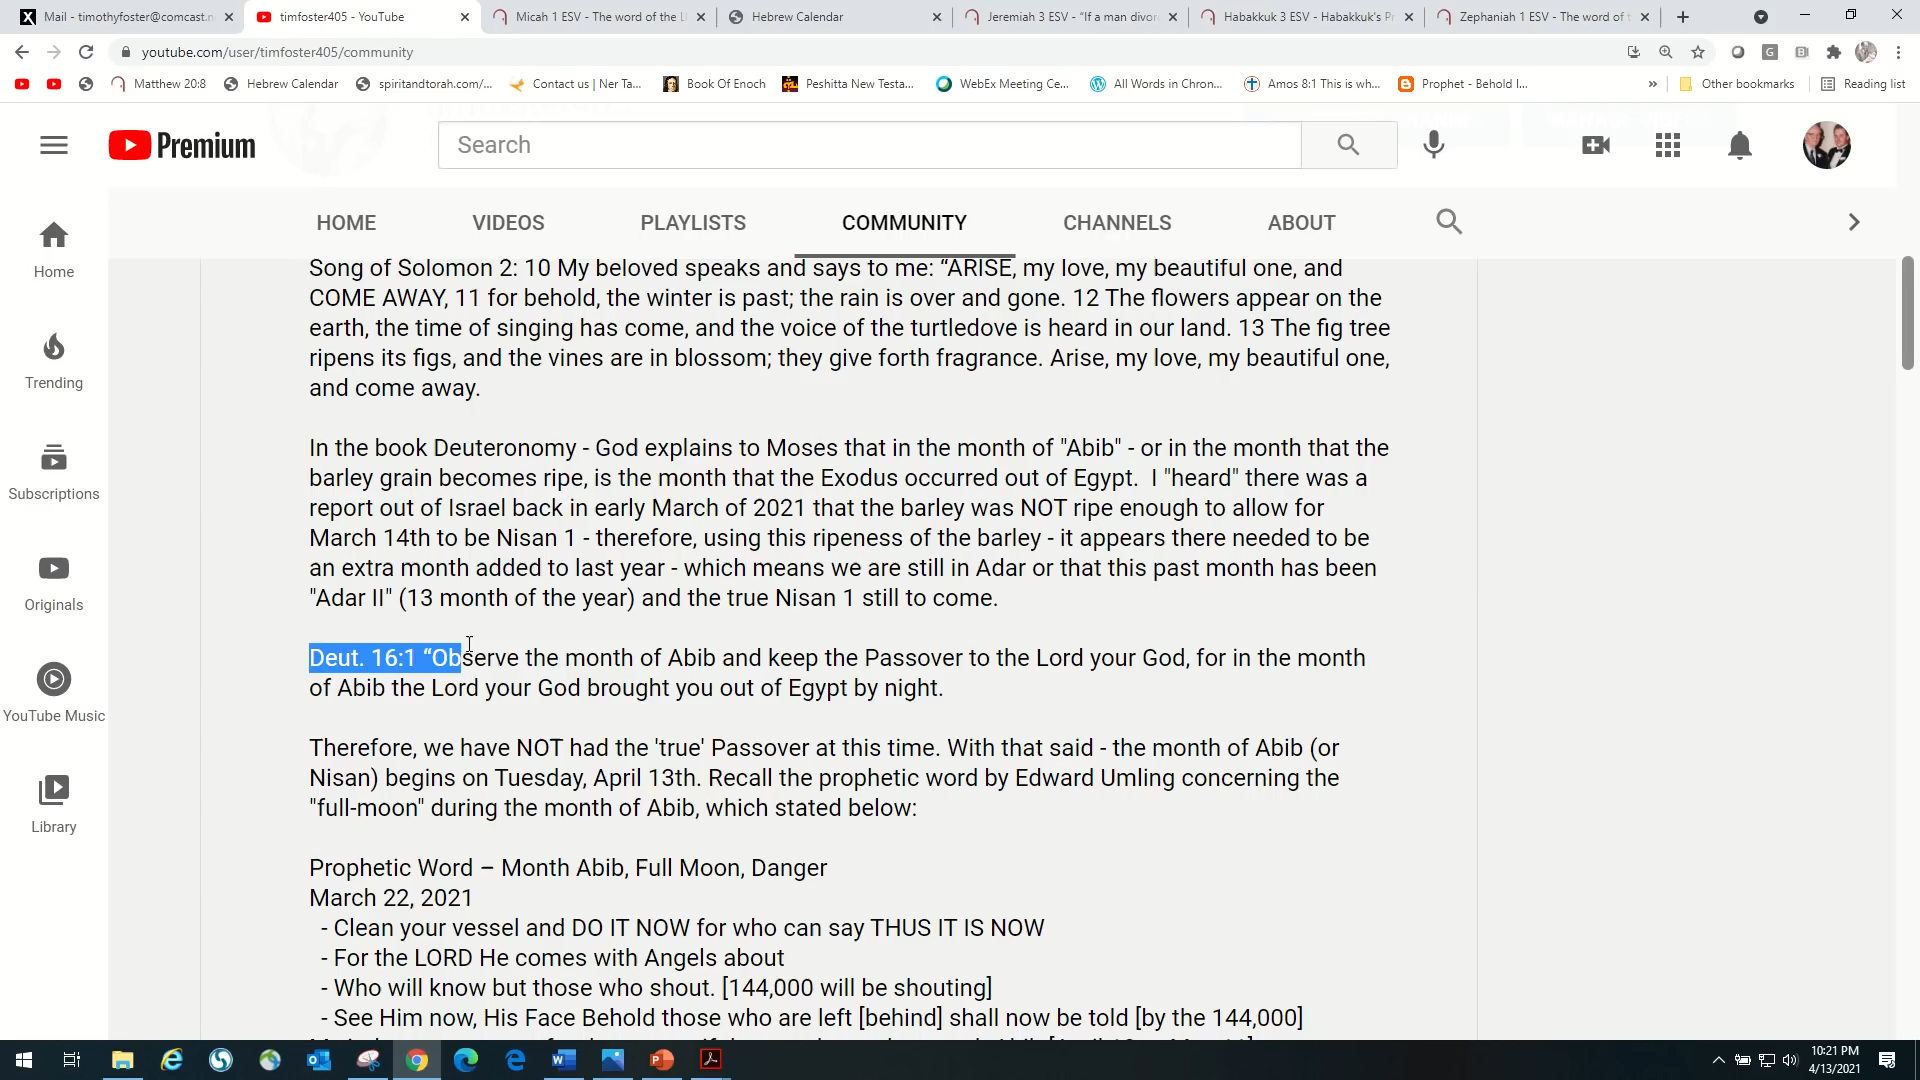 Mail - timothyfoster@comcast.n
timfoster405 - YouTube
Micah 1 ESV - The word of the L
Hebrew Calendar
Jeremiah 3 ESV - “If a man divor
Habakkuk 3 ESV - Habakkuk's Pr
Zephaniah 1 ESV - The word of t
youtube.com/user/timfoster405/community
Matthew 20:8
Hebrew Calendar
spiritandtorah.com/...
Contact us | Ner Ta...
Book Of Enoch
Peshitta New Testa...
WebEx Meeting Ce...
All Words in Chron...
Amos 8:1 This is wh...
Prophet - Behold I...
»
Other bookmarks
Reading list
Premium
Search
HOME
VIDEOS
PLAYLISTS
COMMUNITY
CHANNELS
ABOUT
Home
Trending
Subscriptions
Originals
YouTube Music
Library
Song of Solomon 2: 10 My beloved speaks and says to me: “ARISE, my love, my beautiful one, and
COME AWAY, 11 for behold, the winter is past; the rain is over and gone. 12 The flowers appear on the
earth, the time of singing has come, and the voice of the turtledove is heard in our land. 13 The fig tree
ripens its figs, and the vines are in blossom; they give forth fragrance. Arise, my love, my beautiful one,
and come away.
In the book Deuteronomy - God explains to Moses that in the month of "Abib" - or in the month that the
barley grain becomes ripe, is the month that the Exodus occurred out of Egypt. I "heard" there was a
report out of Israel back in early March of 2021 that the barley was NOT ripe enough to allow for
March 14th to be Nisan 1 - therefore, using this ripeness of the barley - it appears there needed to be
an extra month added to last year - which means we are still in Adar or that this past month has been
"Adar II" (13 month of the year) and the true Nisan 1 still to come.
Deut. 16:1 “Observe the month of Abib and keep the Passover to the Lord your God, for in the month
of Abib the Lord your God brought you out of Egypt by night.
Therefore, we have NOT had the 'true' Passover at this time. With that said - the month of Abib (or
Nisan) begins on Tuesday, April 13th. Recall the prophetic word by Edward Umling concerning the
"full-moon" during the month of Abib, which stated below:
Prophetic Word – Month Abib, Full Moon, Danger
March 22, 2021
- Clean your vessel and DO IT NOW for who can say THUS IT IS NOW
- For the LORD He comes with Angels about
- Who will know but those who shout. [144,000 will be shouting]
- See Him now, His Face Behold those who are left [behind] shall now be told [by the 144,000]
10:21 PM
4/13/2021